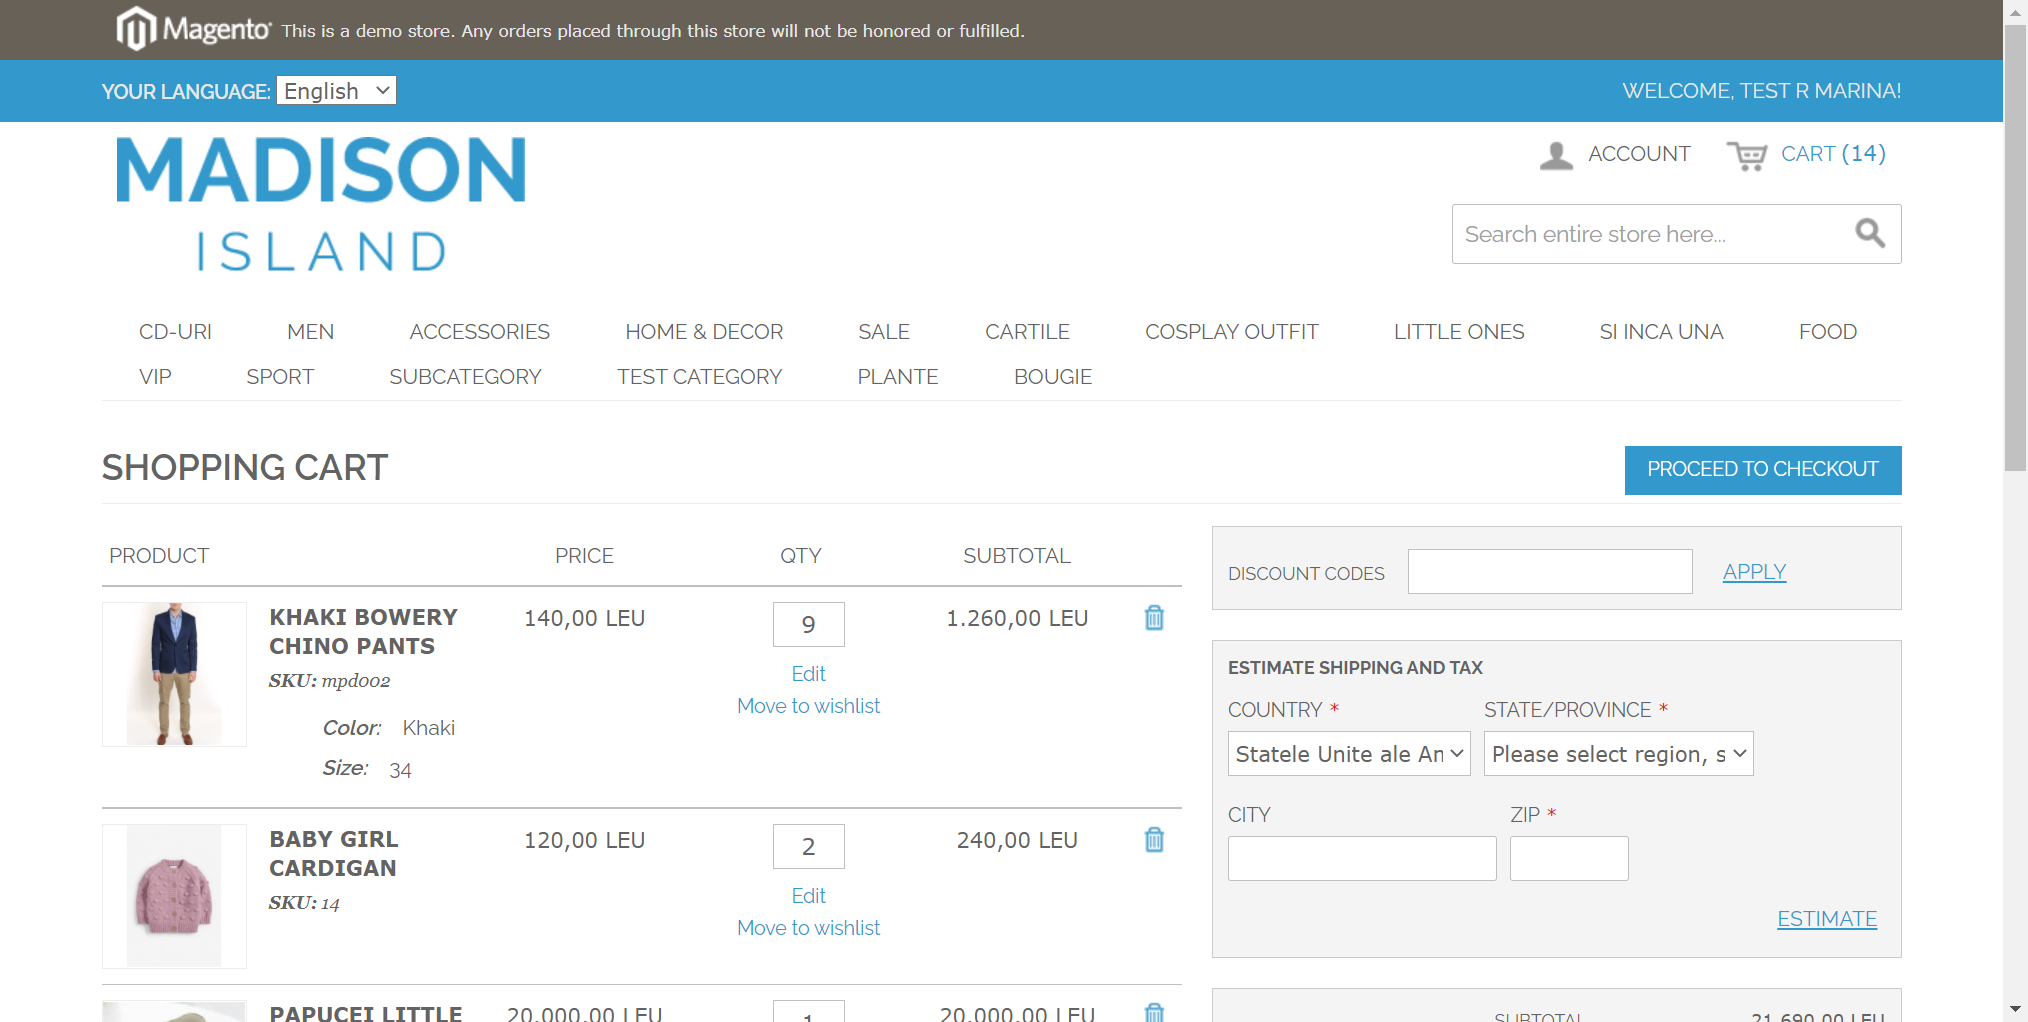 Magento This is a demo store. Any orders placed through this store will not be honored or fulfilled.
YOUR LANGUAGE: English WELCOME, TEST R MARINA!
MADISON
ISLAND
ACCOUNT CART (14)
Search entire store here...
CD-URI MEN ACCESSORIES HOME & DECOR SALE CARTILE COSPLAY OUTFIT LITTLE ONES SI INCA UNA FOOD
VIP SPORT SUBCATEGORY TEST CATEGORY PLANTE BOUGIE
SHOPPING CART
PROCEED TO CHECKOUT
PRODUCT PRICE QTY SUBTOTAL
KHAKI BOWERY CHINO PANTS 140,00 LEU 9 1.260,00 LEU
SKU: mpd002
Edit
Move to wishlist
Color: Khaki
Size: 34
BABY GIRL CARDIGAN 120,00 LEU 2 240,00 LEU
SKU: 14
Edit
Move to wishlist
PAPUCEI LITTLE 20.000,00 LEU 1 20.000,00 LEU
DISCOUNT CODES APPLY
ESTIMATE SHIPPING AND TAX
COUNTRY * STATE/PROVINCE *
Statele Unite ale An Please select region, s
CITY ZIP *
ESTIMATE
SUBTOTAL 21.690,00 LEU